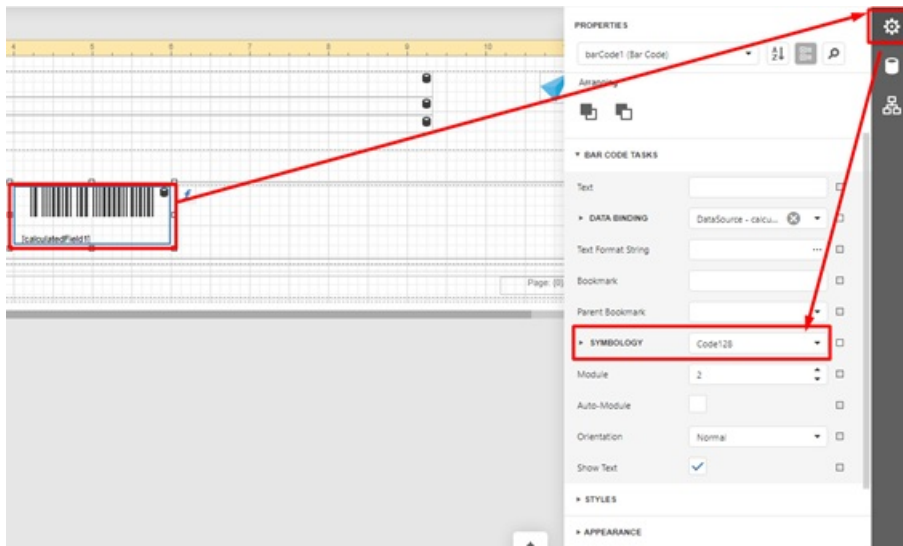 4 5 6 7 8 9 10
[calculatedField1]
Page: {0}
PROPERTIES
barCode1 (Bar Code)
Arranging
BAR CODE TASKS
Text
DATA BINDING DataSource - calcu...
Text Format String ...
Bookmark
Parent Bookmark
SYMBOLOGY Code128
Module 2
Auto-Module
Orientation Normal
Show Text
STYLES
APPEARANCE